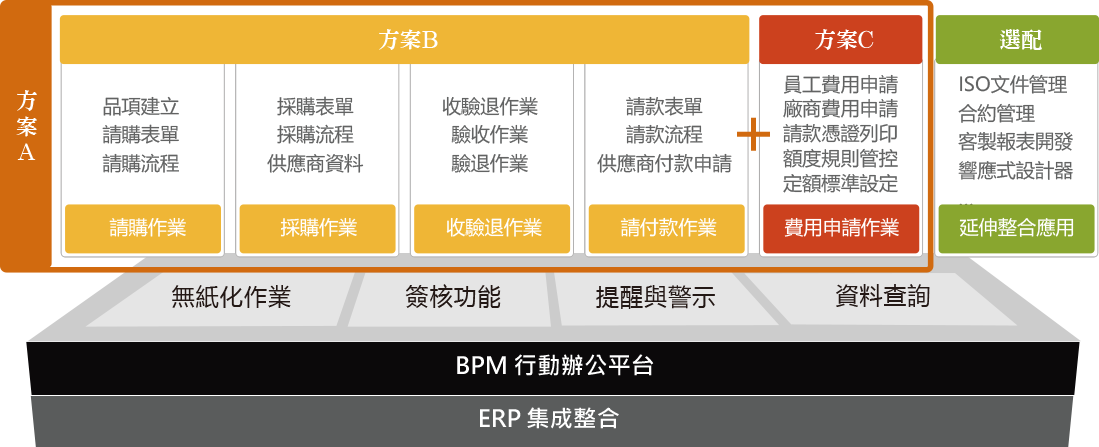 方案A
方案B
品項建立
請購表單
請購流程
請購作業
採購表單
採購流程
供應商資料
採購作業
收驗退作業
驗收作業
驗退作業
收驗退作業
請款表單
請款流程
供應商付款申請
請付款作業
+
方案C
員工費用申請
廠商費用申請
請款憑證列印
額度規則管控
定額標準設定
費用申請作業
選配
ISO文件管理
合約管理
客製報表開發
響應式設計器
...
延伸整合應用
無紙化作業
簽核功能
提醒與警示
資料查詢
BPM 行動辦公平台
ERP 集成整合